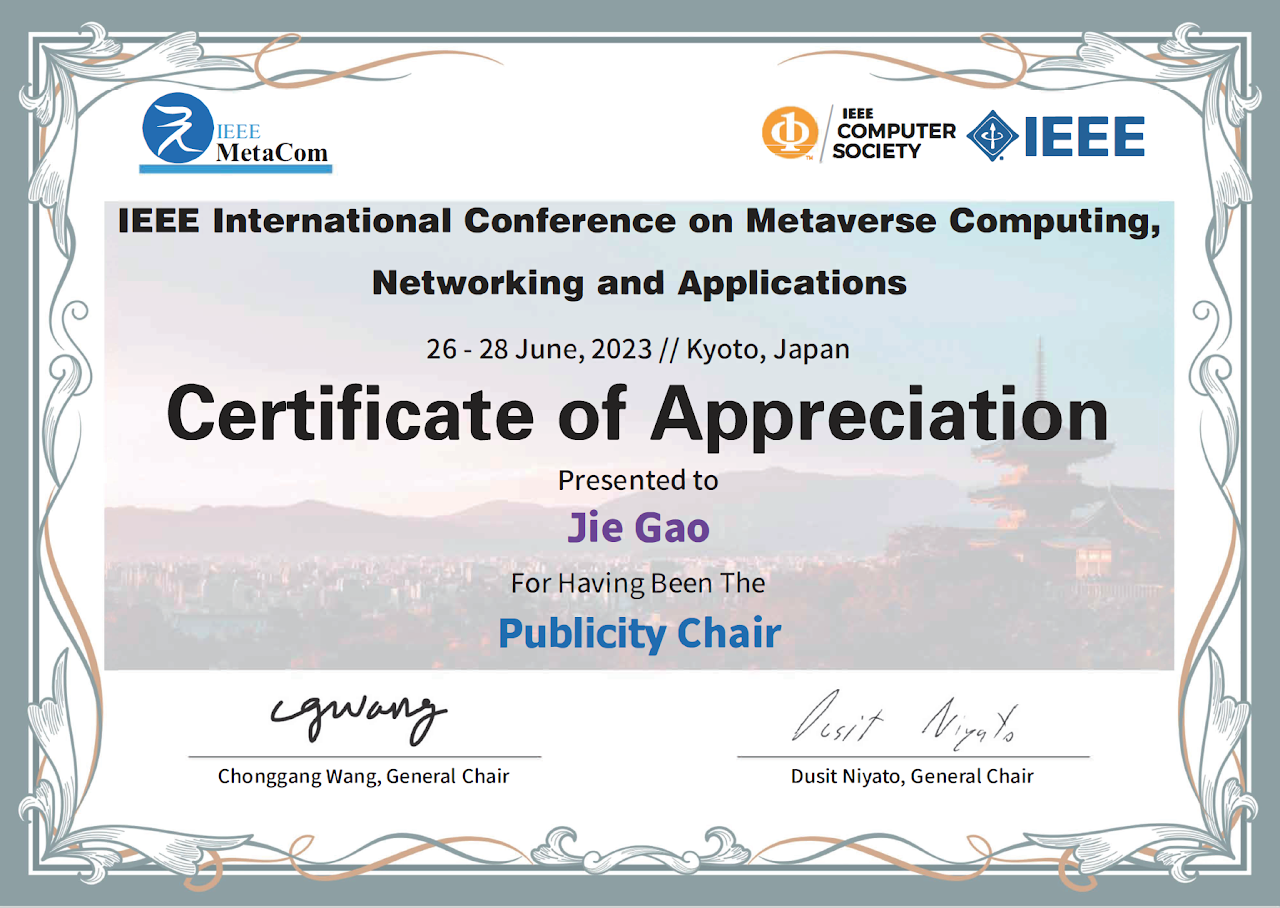 IEEE
MetaCom
IEEE
COMPUTER
SOCIETY
TM
IEEE
IEEE International Conference on Metaverse Computing,
Networking and Applications
26 - 28 June, 2023 // Kyoto, Japan
Certificate of Appreciation
Presented to
Jie Gao
For Having Been The
Publicity Chair
cgwang
Dusit Niyato
Chonggang Wang, General Chair
Dusit Niyato, General Chair